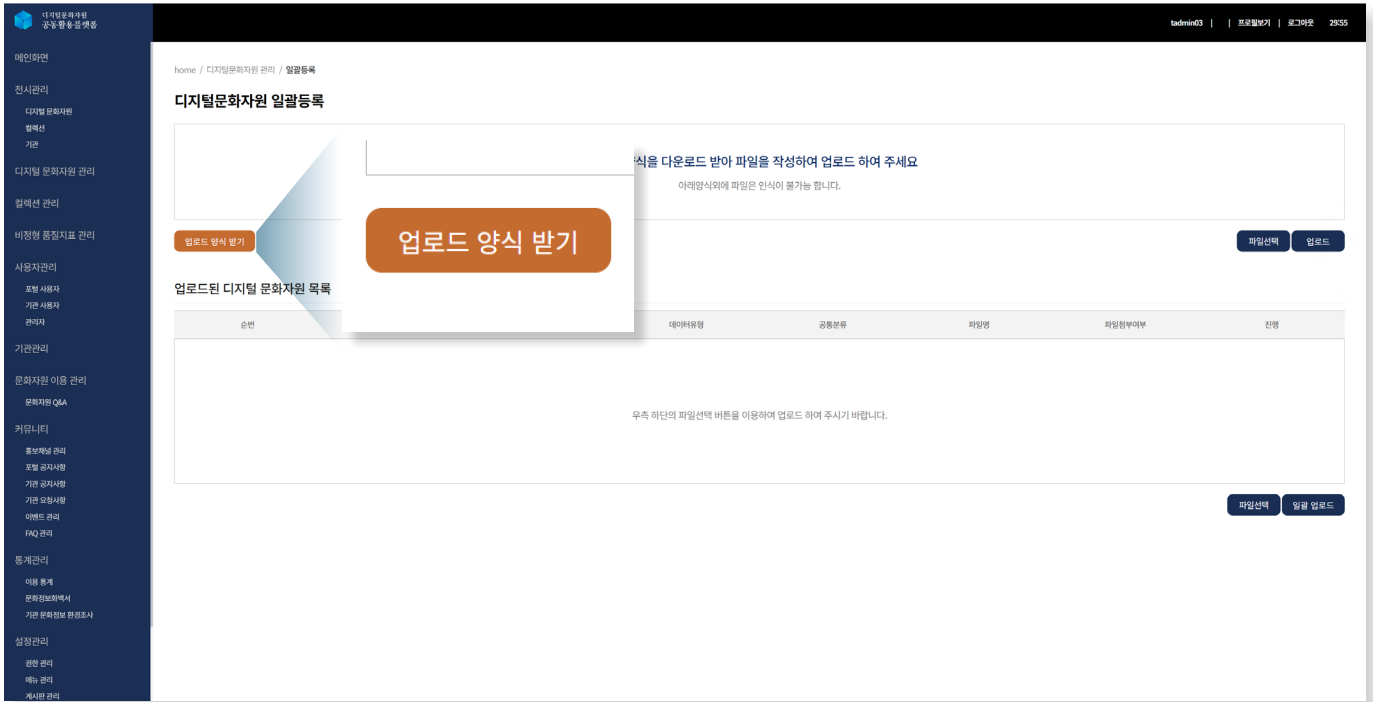 디지털문화자원
공동활용플랫폼
tadmin03 | | 프로필보기 | 로그아웃 29:55
메인화면
전시관리
디지털 문화자원
컬렉션
기관
디지털 문화자원 관리
컬렉션 관리
비정형 품질지표 관리
사용자관리
포털 사용자
기관 사용자
관리자
기관관리
문화자원 이용 관리
문화자원 Q&A
커뮤니티
홍보채널 관리
포털 공지사항
기관 공지사항
기관 요청사항
이벤트 관리
FAQ 관리
통계관리
이용 통계
문화정보화백서
기관 문화정보 환경조사
설정관리
권한 관리
메뉴 관리
게시판 관리
home / 디지털문화자원 관리 / 일괄등록
디지털문화자원 일괄등록
양식을 다운로드 받아 파일을 작성하여 업로드 하여 주세요
아래양식외에 파일은 인식이 불가능 합니다.
업로드 양식 받기
업로드 양식 받기
파일선택 업로드
업로드된 디지털 문화자원 목록
순번 데이터유형 공통분류 파일명 파일첨부여부 진행
우측 하단의 파일선택 버튼을 이용하여 업로드 하여 주시기 바랍니다.
파일선택 일괄 업로드